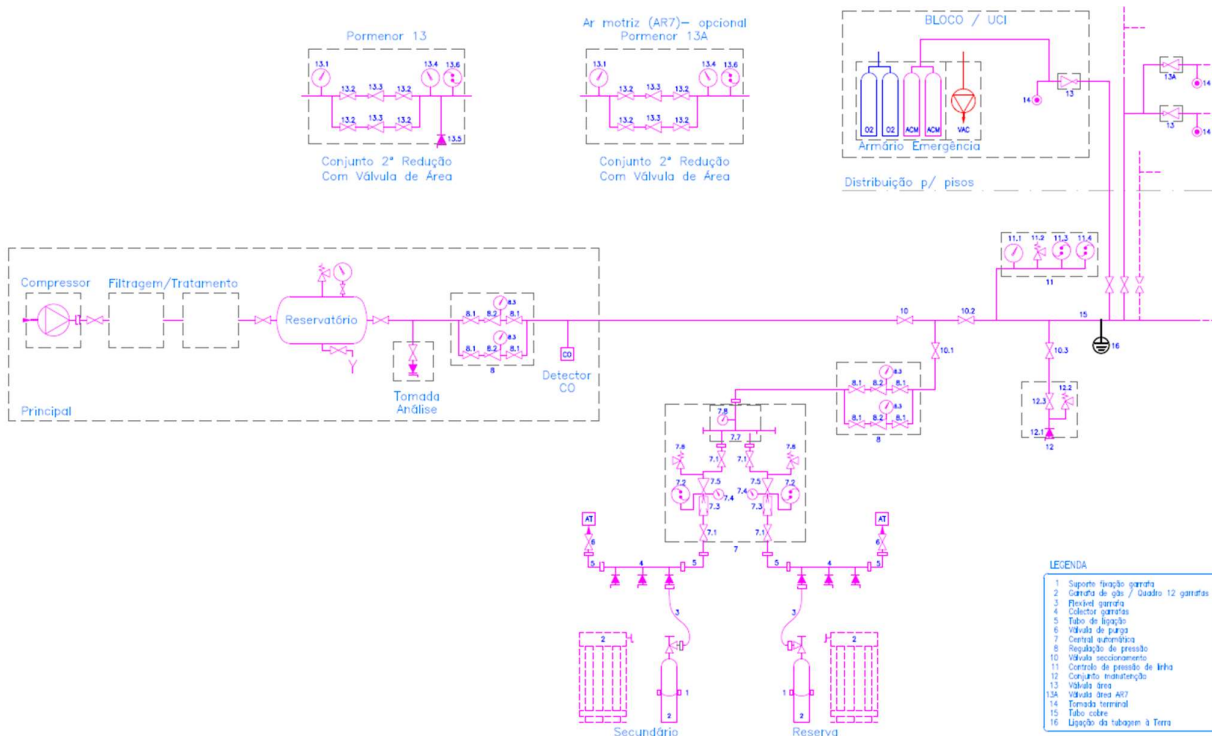 Pormenor 13
13.1
13.4
13.6
13.2
13.3
13.2
13.2
13.3
13.2
13.5
Conjunto 2ª Redução
Com Válvula de Área
Ar motriz (AR7)– opcional
Pormenor 13A
13.1
13.4
13.6
13.2
13.3
13.2
13.2
13.3
13.2
Conjunto 2ª Redução
Com Válvula de Área
BLOCO / UCI
O2
O2
ACM
ACM
VAC
Armário Emergência
14
13
13A
14
13
14
Distribuição p/ pisos
Compressor
Filtragem/Tratamento
Reservatório
8.1
8.2
8.3
8.1
8.1
8.2
8.3
8.1
8
CO
Detector
CO
Tomada
Análise
Principal
11.1
11.2
11.3
11.4
11
10
10.2
10.1
10.3
15
16
8.1
8.2
8.3
8.1
8.1
8.2
8.3
8.1
8
12.3
12.2
12.1
12
7.8
7.7
7.1
7.1
7.6
7.6
7.5
7.5
7.2
7.4
7.4
7.2
7.3
7.3
7.1
7.1
7
AT
AT
6
6
5
4
5
5
4
5
3
3
2
2
1
1
2
2
Secundário
Reserva
LEGENDA
1 Suporte fixação garrafa
2 Garrafa de gás / Quadro 12 garrafas
3 Flexível garrafa
4 Colector garrafas
5 Tubo de ligação
6 Válvula de purga
7 Central automática
8 Regulação de pressão
10 Válvula seccionamento
11 Controlo de pressão de linha
12 Conjunto manutenção
13 Válvula área
13A Válvula área AR7
14 Tomada terminal
15 Tubo cobre
16 Ligação da tubagem à Terra